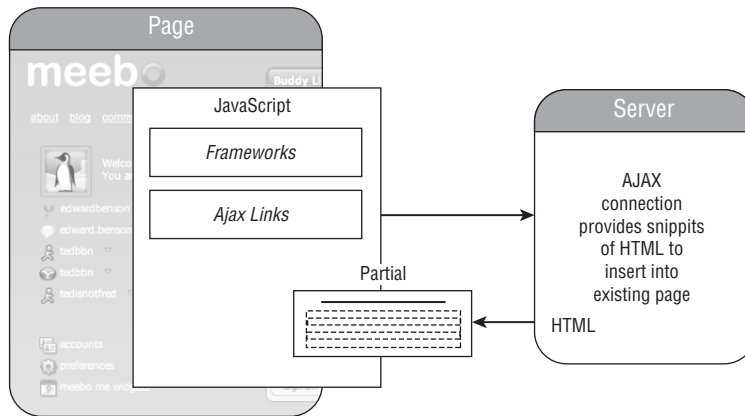 Page
meebo
Buddy Li
about blog comm
JavaScript
Frameworks
Ajax Links
Welco
You a
edwardbenson
edward.benson
tedbbn
tedbbn
tedisnotfred
accounts
preferences
meebo me widg
Partial
HTML
Server
AJAX
connection
provides snippits
of HTML to
insert into
existing page